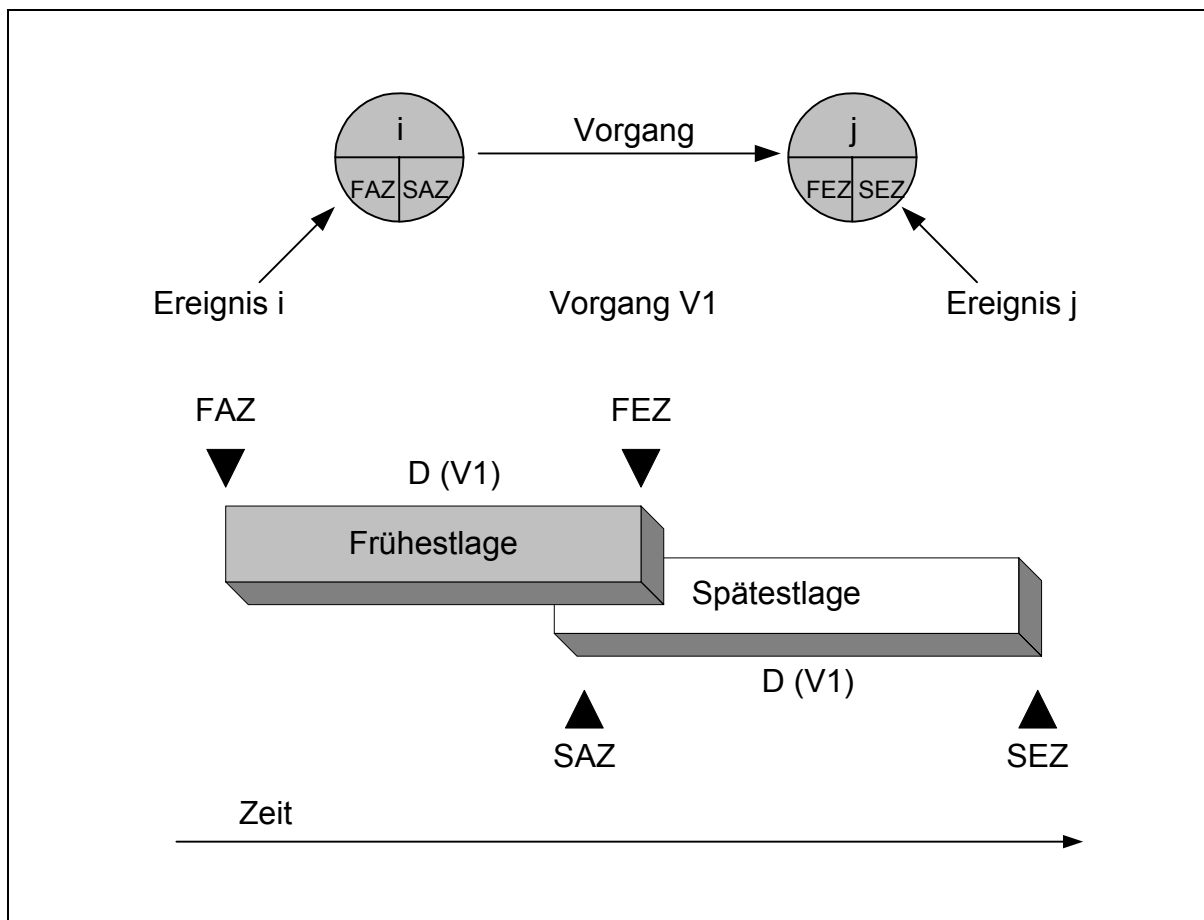 i
Vorgang
j
FAZ SAZ
FEZ SEZ
Ereignis i
Vorgang V1
Ereignis j
FAZ
FEZ
D (V1)
Frühestlage
Spätestlage
D (V1)
SAZ
SEZ
Zeit